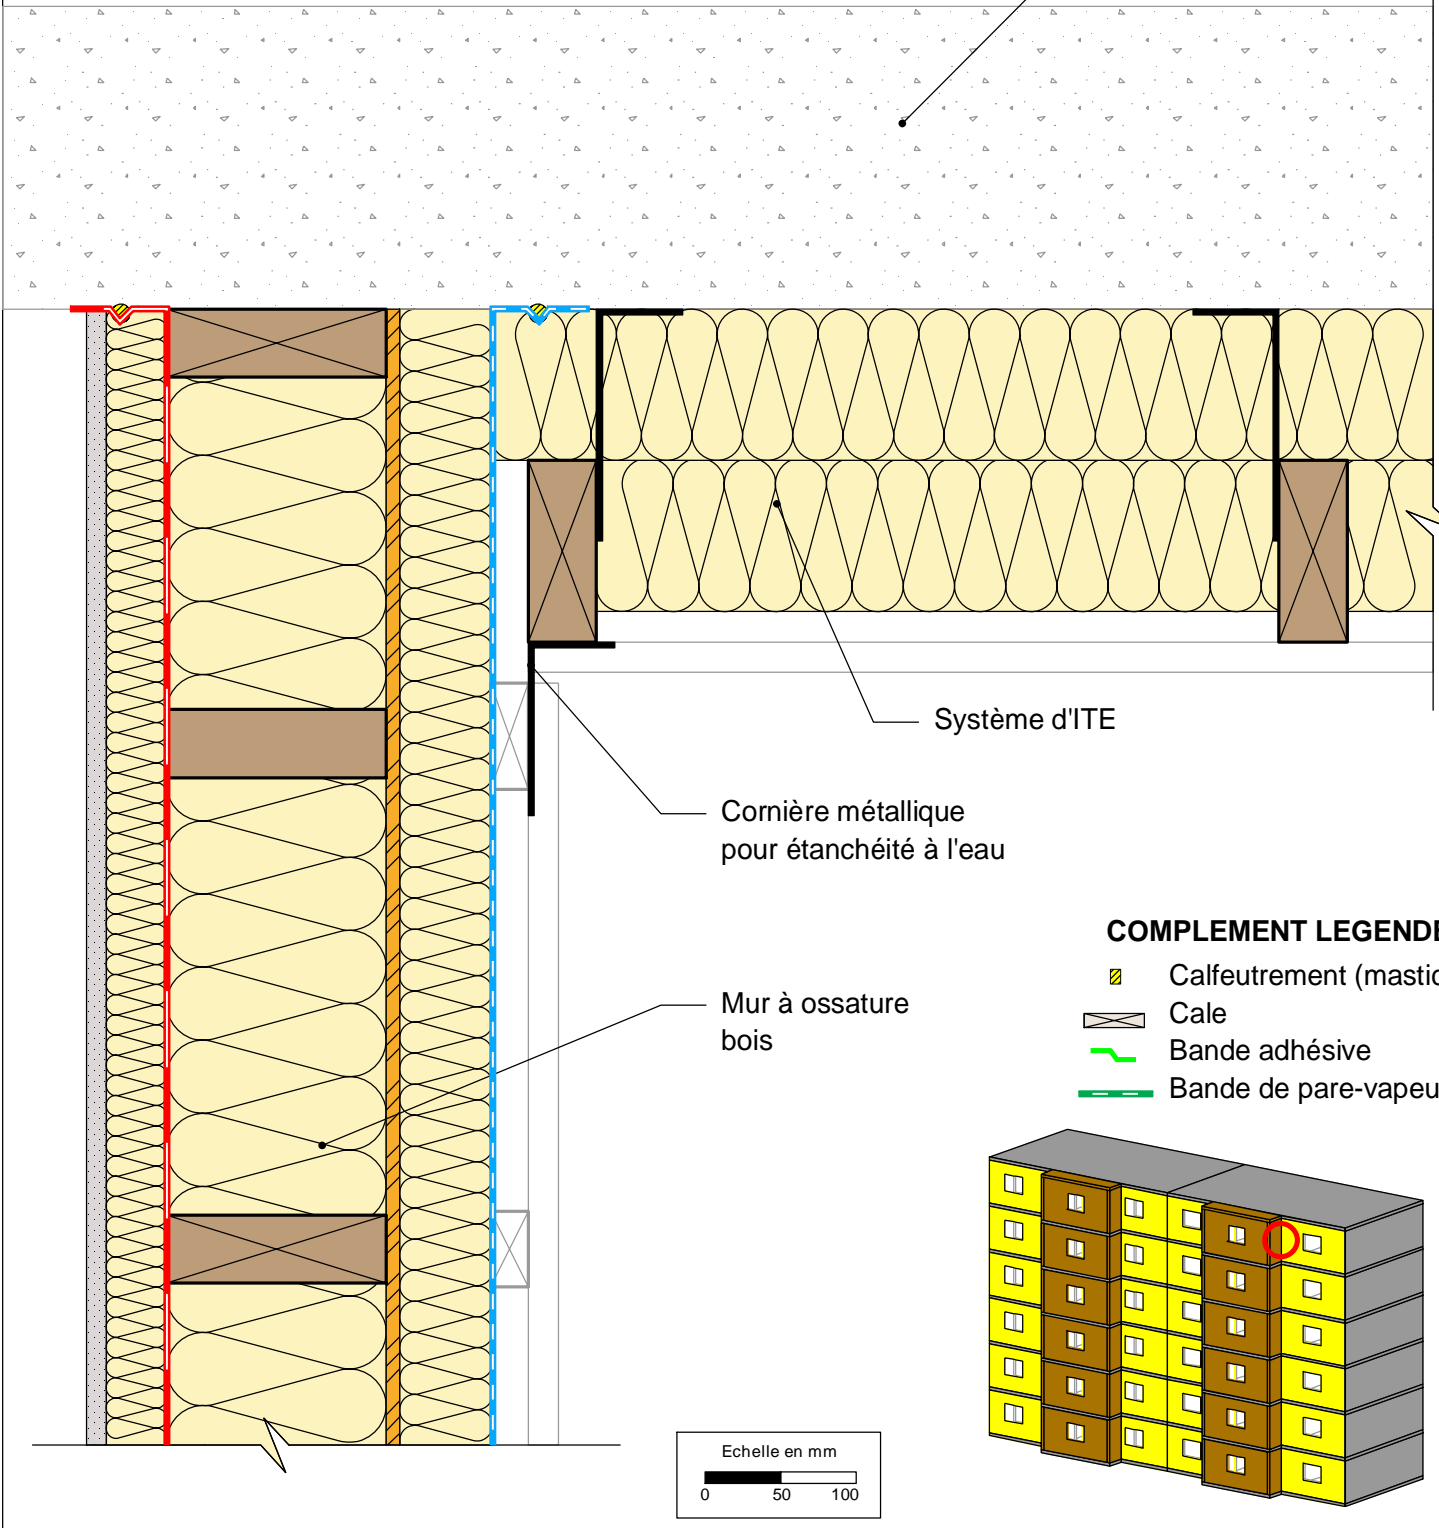 Système d'ITE
Cornière métallique
pour étanchéité à l'eau
Mur à ossature
bois
COMPLEMENT LEGENDE
Calfeutrement (mastic
Cale
Bande adhésive
Bande de pare-vapeu
Echelle en mm
0 50 100